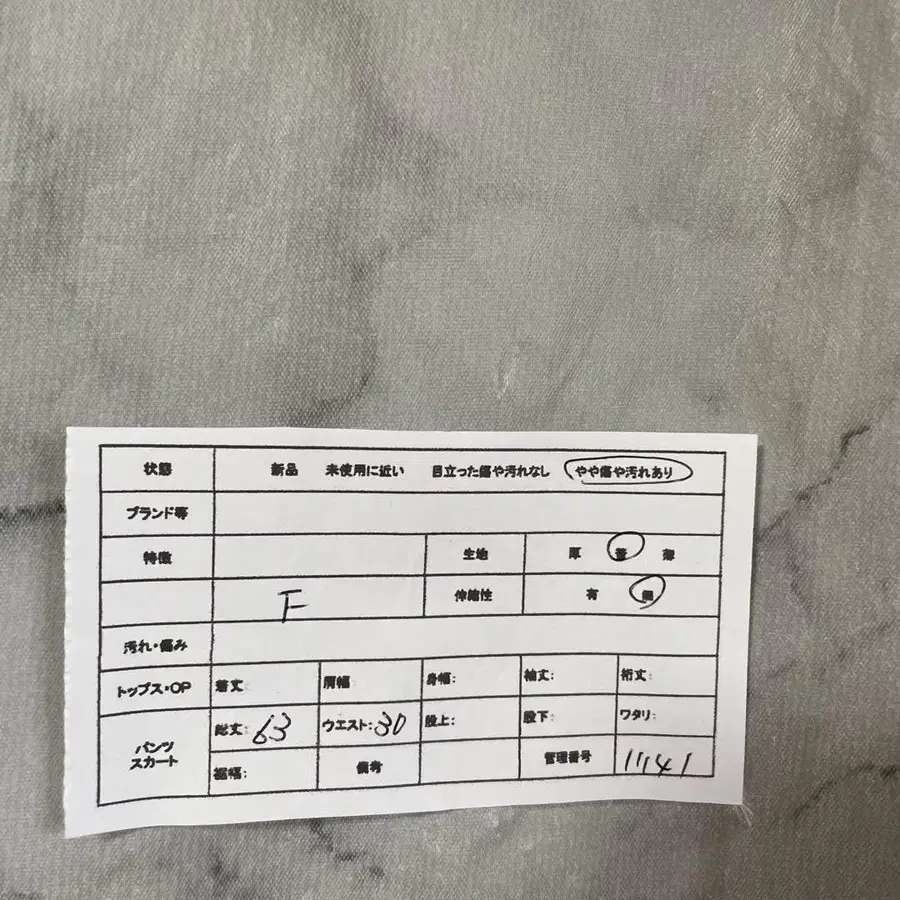 状態 新品 未使用に近い 目立った傷や汚れなし やや傷や汚れあり
ブランド等
特徴 生地 厚 普 薄
F 伸縮性 有 無
汚れ・傷み
トップス・OP 着丈: 肩幅: 身幅: 袖丈: 裄丈:
パンツ
スカート
総丈: 63 ウエスト: 30 股上: 股下: ワタリ:
裾幅: 備考 管理番号 11141